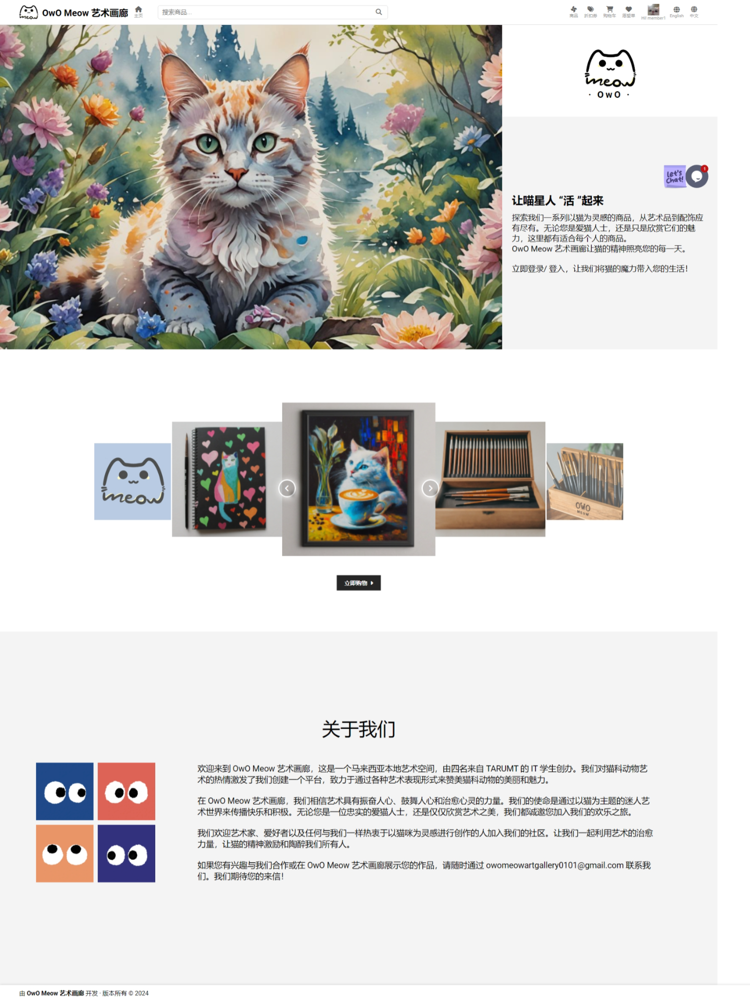 meow
OwO Meow 艺术画廊
主页
搜索商品...
商品
折扣券
购物车
愿望单
Hi! member1
English
中文
meow
· OwO ·
Let's
Chat!
1
让喵星人 “活 ”起来
探索我们一系列以猫为灵感的商品，从艺术品到配饰应
有尽有。无论您是爱猫人士，还是只是欣赏它们的魅
力，这里都有适合每个人的商品。
OwO Meow 艺术画廊让猫的精神照亮您的每一天。
立即登录/ 登入，让我们将猫的魔力带入您的生活！
meow
OWO
MEOW
立即购物
关于我们
欢迎来到 OwO Meow 艺术画廊，这是一个马来西亚本地艺术空间，由四名来自 TARUMT 的 IT 学生创办。我们对猫科动物艺
术的热情激发了我们创建一个平台，致力于通过各种艺术表现形式来赞美猫科动物的美丽和魅力。
在 OwO Meow 艺术画廊，我们相信艺术具有振奋人心、鼓舞人心和治愈心灵的力量。我们的使命是通过以猫为主题的迷人艺
术世界来传播快乐和积极。无论您是一位忠实的爱猫人士，还是仅仅欣赏艺术之美，我们都诚邀您加入我们的欢乐之旅。
我们欢迎艺术家、爱好者以及任何与我们一样热衷于以猫咪为灵感进行创作的人加入我们的社区。让我们一起利用艺术的治愈
力量，让猫的精神激励和陶醉我们所有人。
如果您有兴趣与我们合作或在 OwO Meow 艺术画廊展示您的作品，请随时通过 owomeowartgallery0101@gmail.com 联系我
们。我们期待您的来信！
由 OwO Meow 艺术画廊 开发 · 版本所有 © 2024